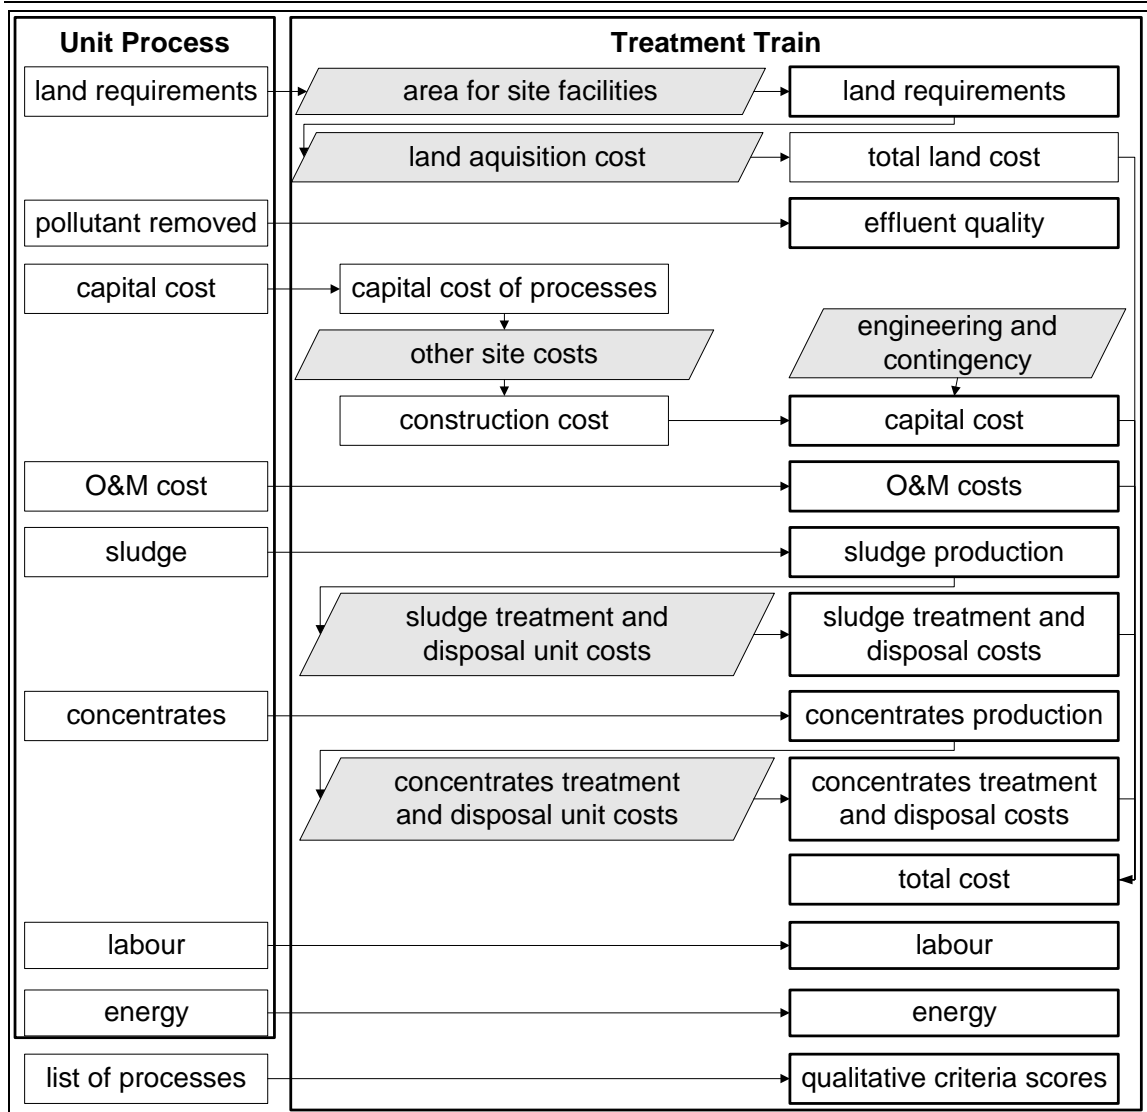 Unit Process
Treatment Train
land requirements
area for site facilities
land requirements
land aquisition cost
total land cost
pollutant removed
effluent quality
capital cost
capital cost of processes
engineering and
contingency
other site costs
construction cost
capital cost
O&M cost
O&M costs
sludge
sludge production
sludge treatment and
disposal unit costs
sludge treatment and
disposal costs
concentrates
concentrates production
concentrates treatment
and disposal unit costs
concentrates treatment
and disposal costs
total cost
labour
labour
energy
energy
list of processes
qualitative criteria scores